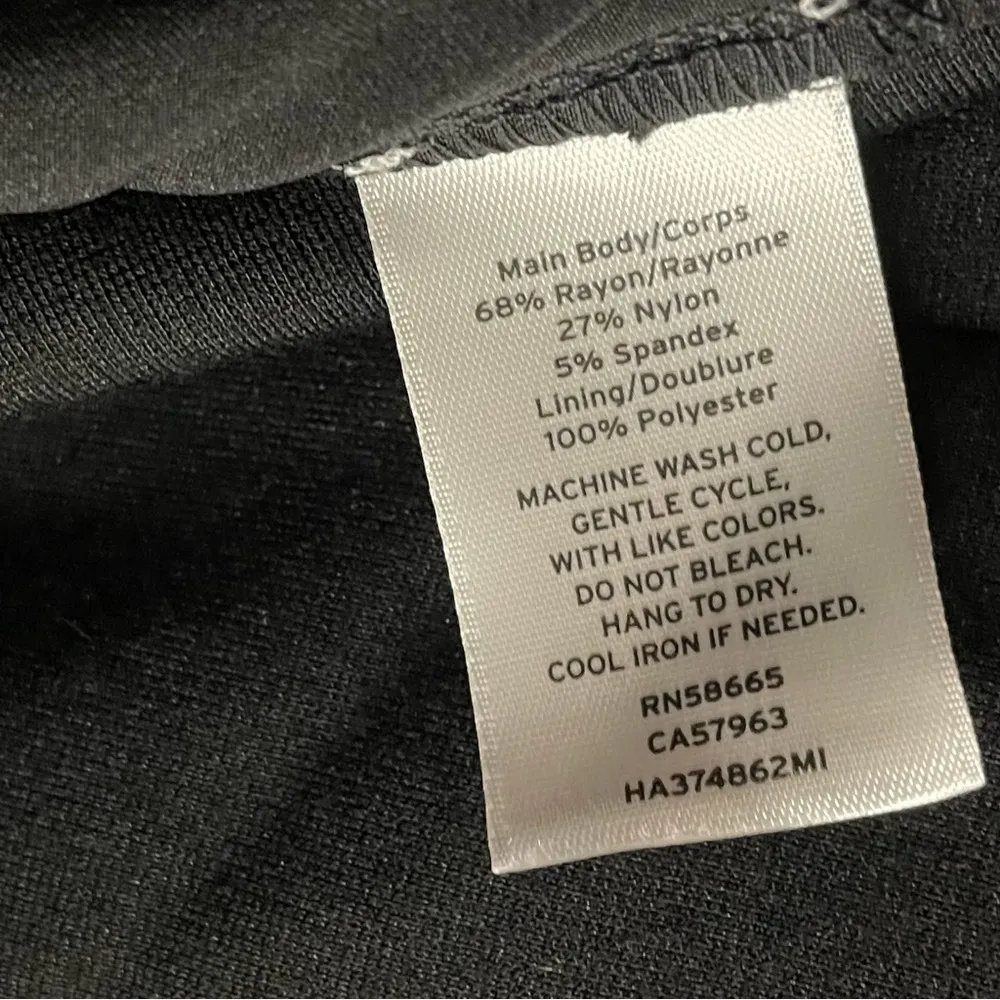 Main Body/Corps
68% Rayon/Rayonne
27% Nylon
5% Spandex
Lining/Doublure
100% Polyester
MACHINE WASH COLD,
GENTLE CYCLE,
WITH LIKE COLORS.
DO NOT BLEACH.
HANG TO DRY.
COOL IRON IF NEEDED.
RN58665
CA57963
HA374862MI